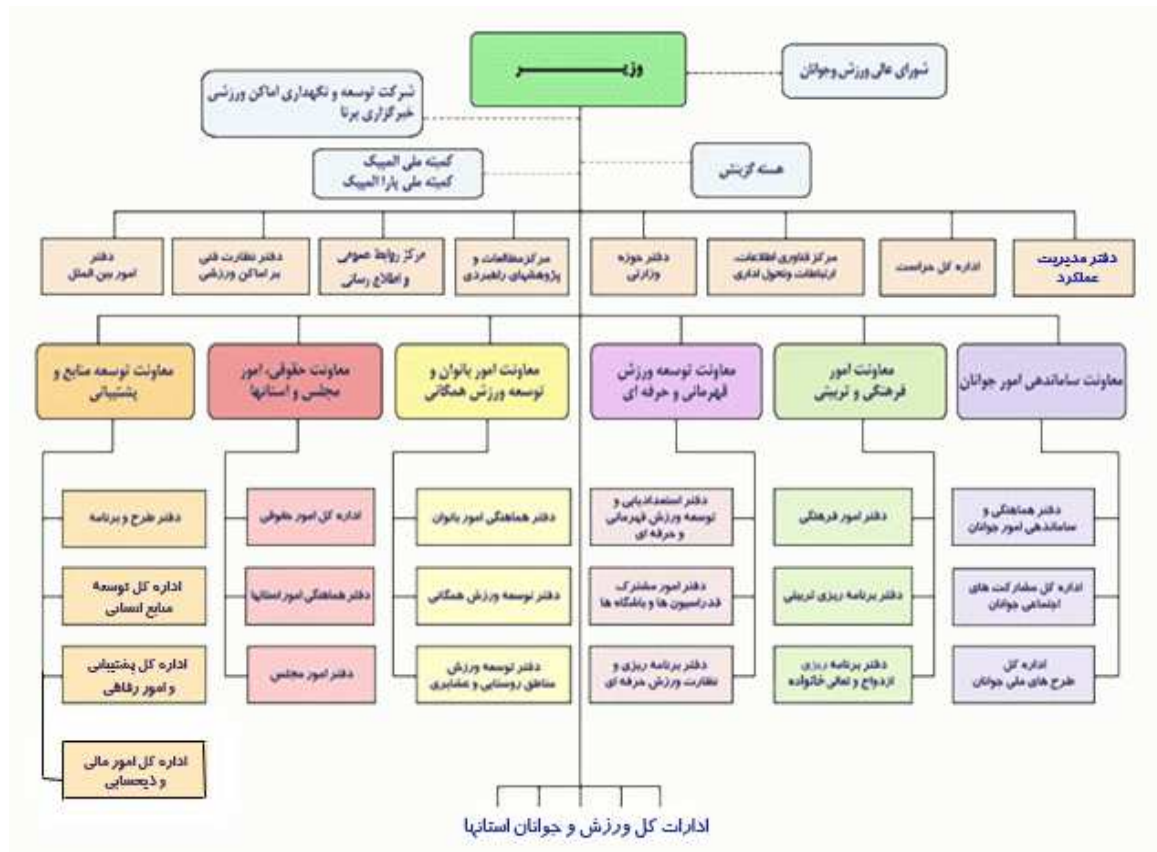 وزیر
شورای عالی ورزش وجوانان
شرکت توسعه و نگهداری اماکن ورزشی
خبرگزاری برنا
هسته گزینش
کمیته ملی المپیک
کمیته ملی پارا المپیک
دفتر مدیریت
عملکرد
اداره کل حراست
مرکز فناوری اطلاعات،
ارتباطات وتحول اداری
دفتر حوزه
وزارتی
مرکز مطالعات و
پژوهشهای راهبردی
مرکز روابط عمومی
و اطلاع رسانی
دفتر نظارت فنی
بر اماکن ورزشی
دفتر
امور بین الملل
معاونت ساماندهی امور جوانان
معاونت امور
فرهنگی و تربیتی
معاونت توسعه ورزش
قهرمانی و حرفه ای
معاونت امور بانوان و
توسعه ورزش همگانی
معاونت حقوقی، امور
مجلس و استانها
معاونت توسعه منابع و
پشتیبانی
دفتر هماهنگی و
ساماندهی امور جوانان
دفتر امور فرهنگی
دفتر استعدادیابی و
توسعه ورزش قهرمانی
و حرفه ای
دفتر هماهنگی امور بانوان
اداره کل امور حقوقی
دفتر طرح و برنامه
اداره کل مشارکت های
اجتماعی جوانان
دفتر برنامه ریزی تربیتی
دفتر امور مشترک
فدراسیون ها و باشگاه ها
دفتر توسعه ورزش همگانی
دفتر هماهنگی امور استانها
اداره کل توسعه
منابع انسانی
اداره کل
طرح های ملی جوانان
دفتر برنامه ریزی
ازدواج و تعالی خانواده
دفتر برنامه ریزی و
نظارت ورزش حرفه ای
دفتر توسعه ورزش
مناطق روستایی و عشایری
دفتر امور مجلس
اداره کل پشتیبانی
و امور رفاهی
اداره کل امور مالی
و ذیحسابی
ادارات کل ورزش و جوانان استانها